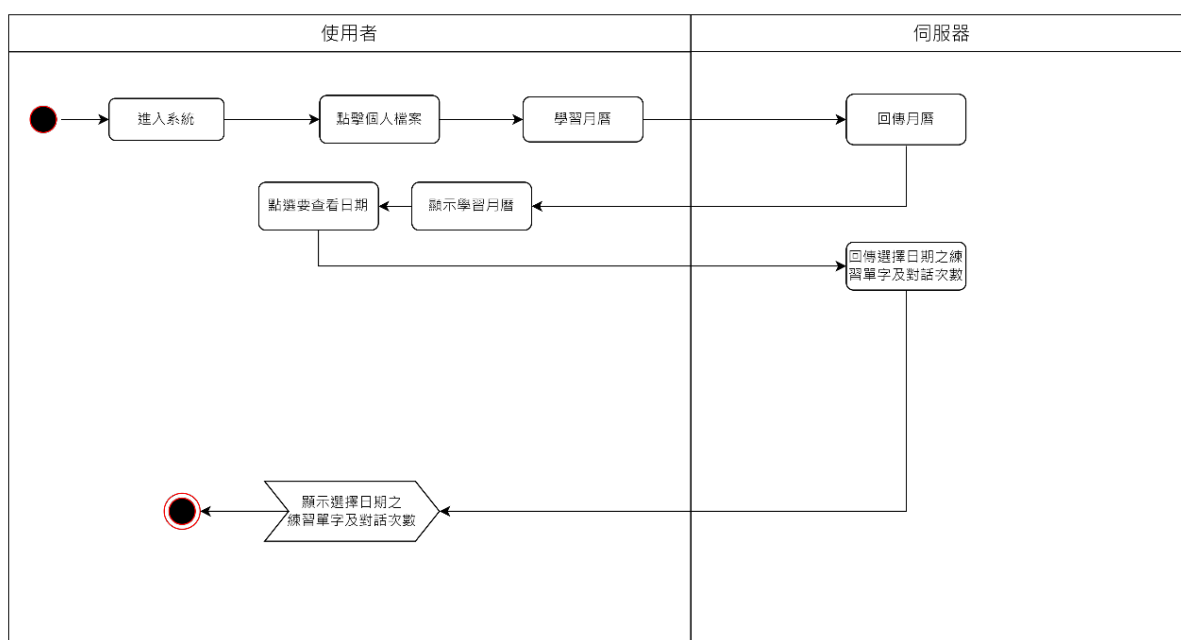 使用者
伺服器
進入系統
點擊個人檔案
學習月曆
回傳月曆
點選要查看日期
顯示學習月曆
回傳選擇日期之練
習單字及對話次數
顯示選擇日期之
練習單字及對話次數